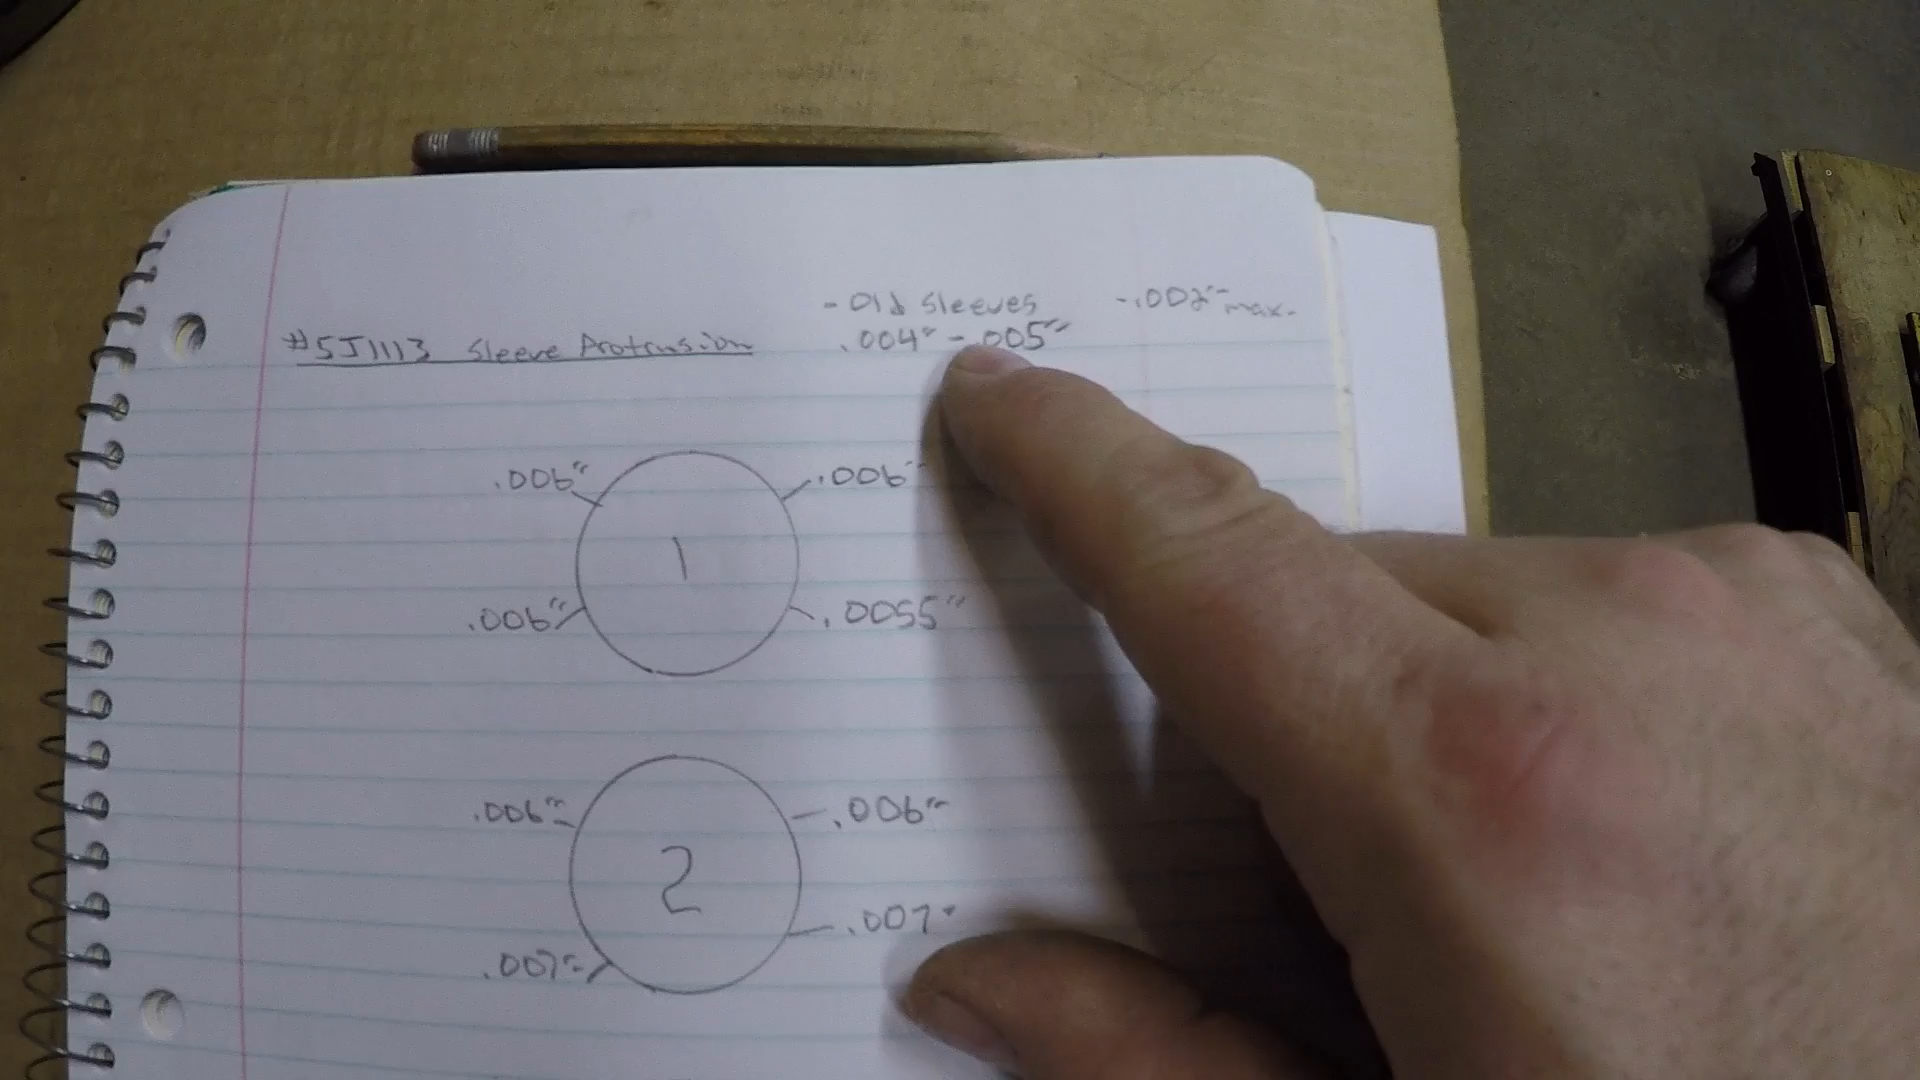 - Old Sleeves
.004" - .005"
- .002" max.
#5J1113 Sleeve Protrusion
.006"
.006"
1
.006"
.0055"
.006"
.006"
2
.007"
.007"